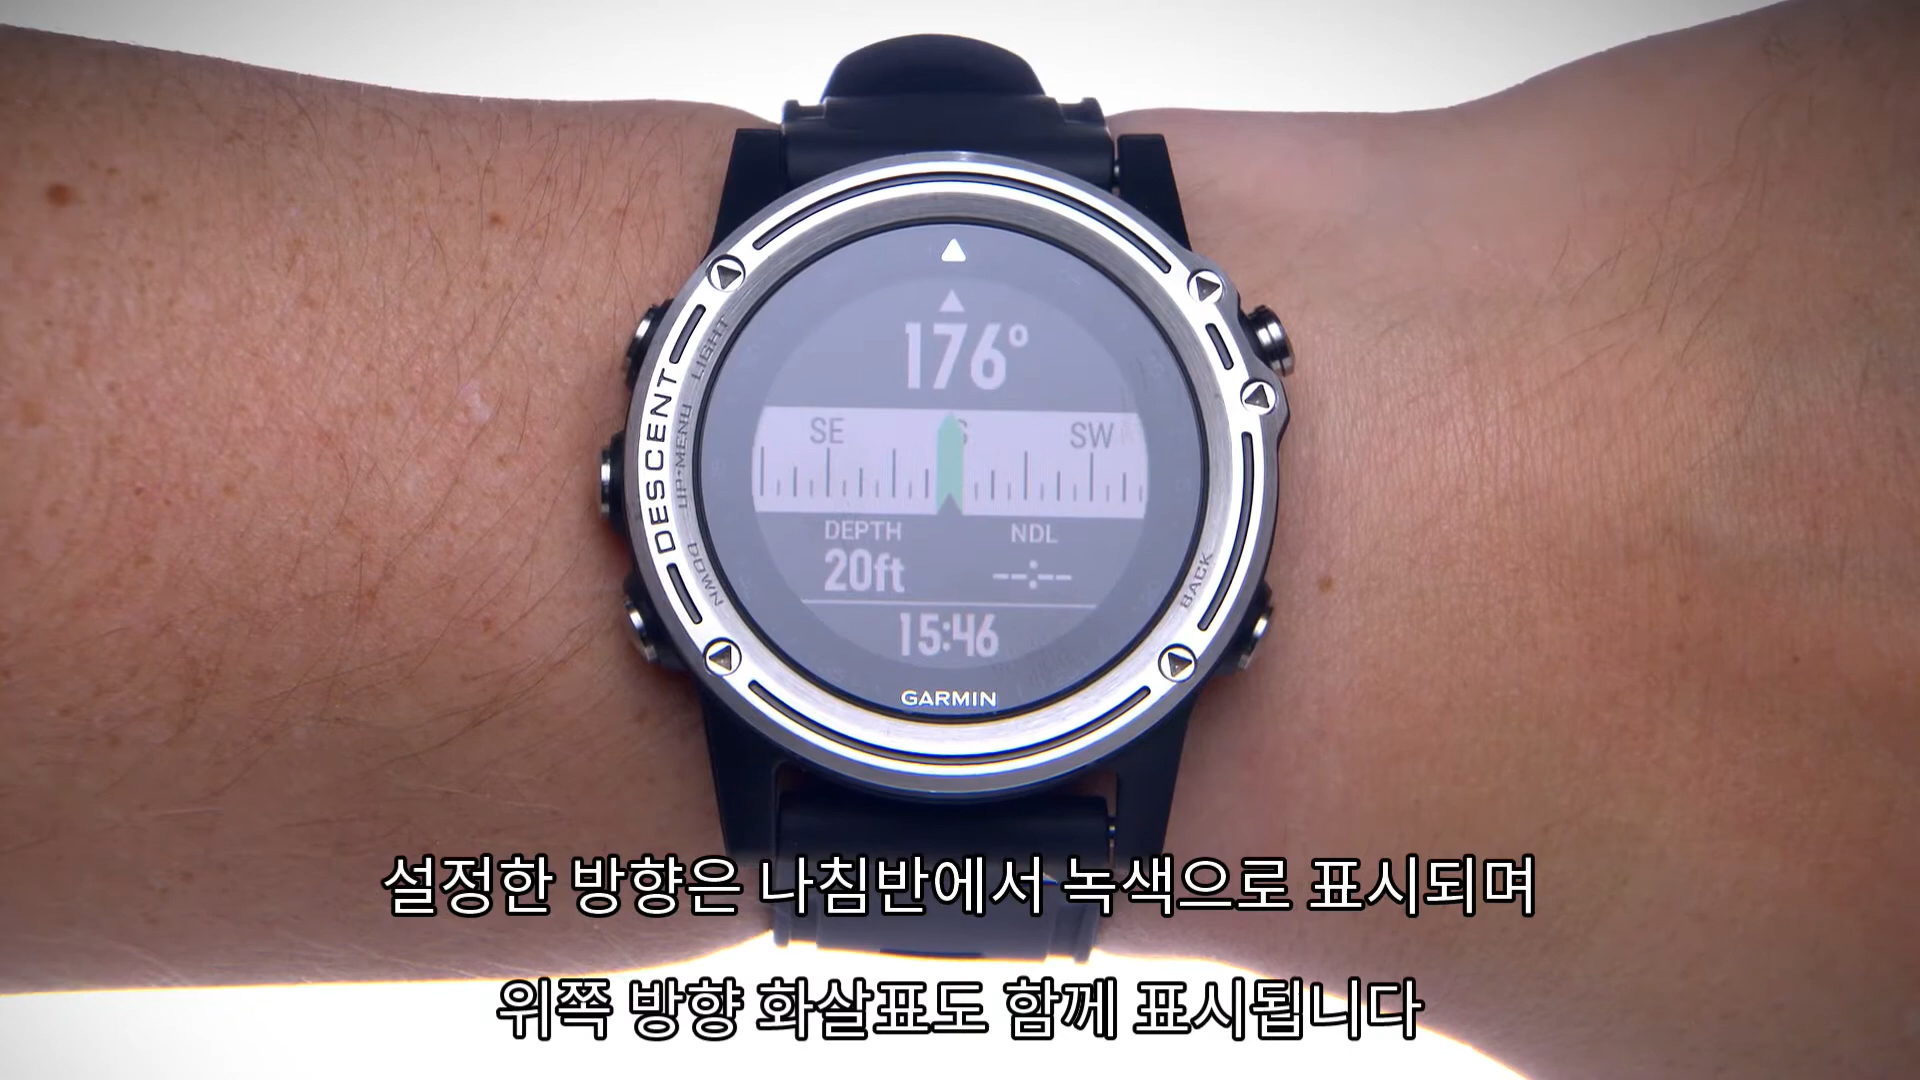 LIGHT
UP·MENU
DESCENT
DOWN
BACK
176°
SE S SW
DEPTH NDL
20ft --:--
15:46
GARMIN
설정한 방향은 나침반에서 녹색으로 표시되며
위쪽 방향 화살표도 함께 표시됩니다